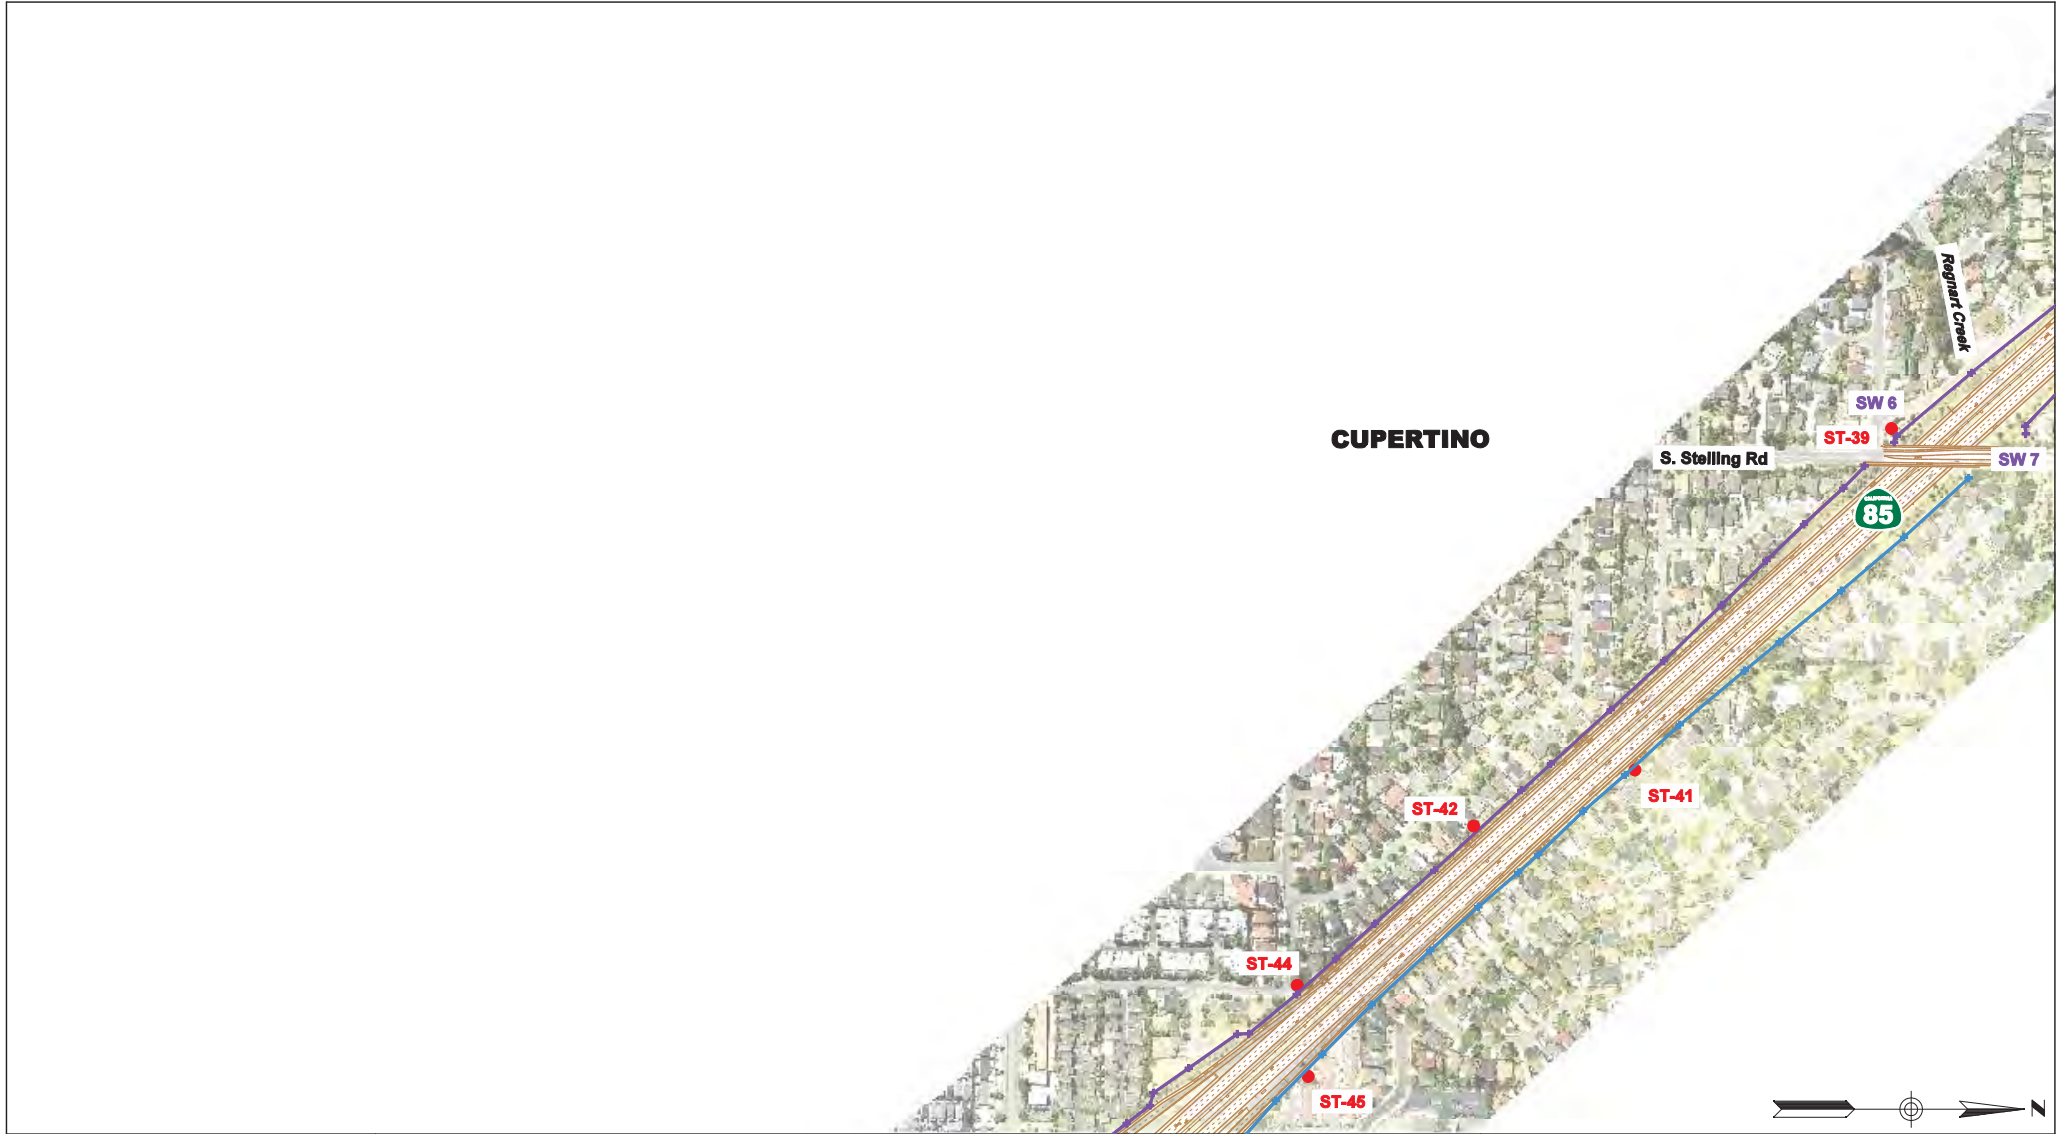 Regnart Creek
SW 6
CUPERTINO
ST-39
S. Stelling Rd
SW 7
CALIFORNIA
85
ST-41
ST-42
ST-44
ST-45
N